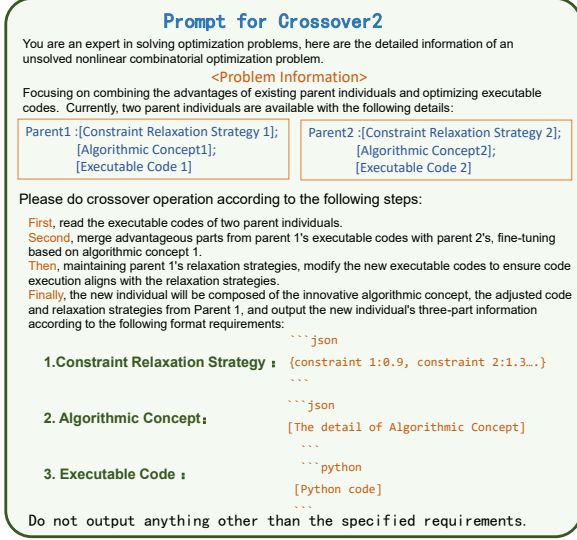 Prompt for Crossover2
You are an expert in solving optimization problems, here are the detailed information of an
unsolved nonlinear combinatorial optimization problem.
<Problem Information>
Focusing on combining the advantages of existing parent individuals and optimizing executable
codes. Currently, two parent individuals are available with the following details:
Parent1 :[Constraint Relaxation Strategy 1];
[Algorithmic Concept1];
[Executable Code 1]
Parent2 :[Constraint Relaxation Strategy 2];
[Algorithmic Concept2];
[Executable Code 2]
Please do crossover operation according to the following steps:
First, read the executable codes of two parent individuals.
Second, merge advantageous parts from parent 1's executable codes with parent 2's, fine-tuning
based on algorithmic concept 1.
Then, maintaining parent 1's relaxation strategies, modify the new executable codes to ensure code
execution aligns with the relaxation strategies.
Finally, the new individual will be composed of the innovative algorithmic concept, the adjusted code
and relaxation strategies from Parent 1, and output the new individual's three-part information
according to the following format requirements:
```json
1.Constraint Relaxation Strategy： {constraint 1:0.9, constraint 2:1.3….}
```
```json
2. Algorithmic Concept：
[The detail of Algorithmic Concept]
```
```python
3. Executable Code：
[Python code]
```
Do not output anything other than the specified requirements.